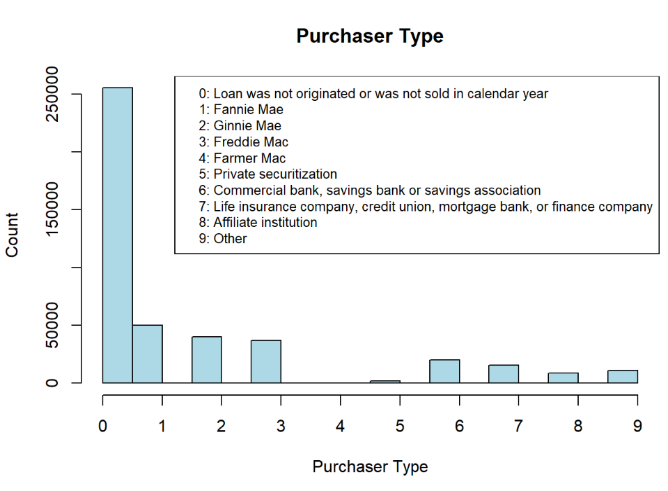 Purchaser Type
0: Loan was not originated or was not sold in calendar year
1: Fannie Mae
2: Ginnie Mae
3: Freddie Mac
4: Farmer Mac
5: Private securitization
6: Commercial bank, savings bank or savings association
7: Life insurance company, credit union, mortgage bank, or finance company
8: Affiliate institution
9: Other
Count
250000
150000
50000
0
0 1 2 3 4 5 6 7 8 9
Purchaser Type